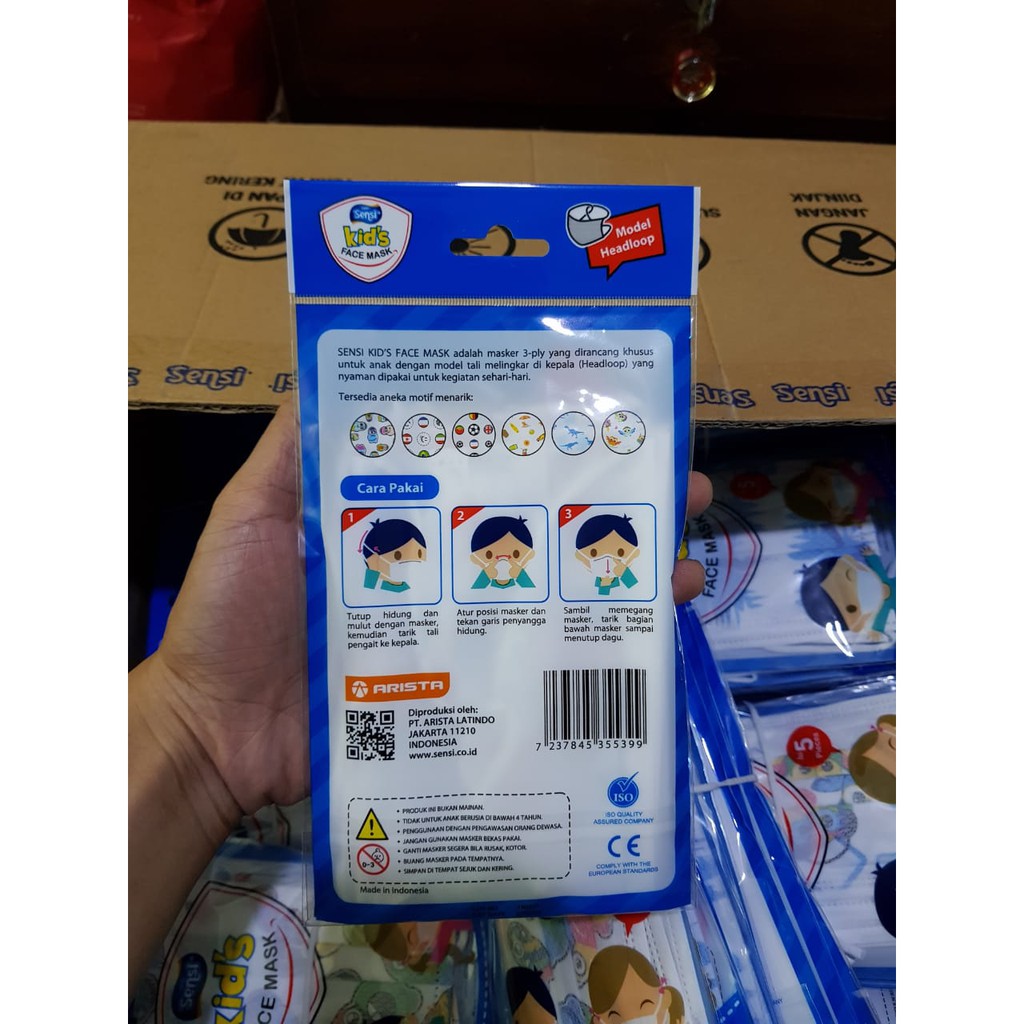 PAN DI
KERING
JANGAN
DIINJAK
Sensi
kid's
FACE MASK
Model
Headloop
SENSI KID'S FACE MASK adalah masker 3-ply yang dirancang khusus
untuk anak dengan model tali melingkar di kepala (Headloop) yang
nyaman dipakai untuk kegiatan sehari-hari.
Tersedia aneka motif menarik:
Sensi
Sensi
Cara Pakai
1
2
3
Tutup hidung dan
mulut dengan masker,
kemudian tarik tali
pengait ke kepala.
Atur posisi masker dan
tekan garis penyangga
hidung.
Sambil memegang
masker, tarik bagian
bawah masker sampai
menutup dagu.
ARISTA
Diproduksi oleh:
PT. ARISTA LATINDO
JAKARTA 11210
INDONESIA
www.sensi.co.id
7 237845 355399
ISO
ISO QUALITY
ASSURED COMPANY
CE
COMPLY WITH THE
EUROPEAN STANDARDS
• PRODUK INI BUKAN MAINAN.
• TIDAK UNTUK ANAK BERUSIA DI BAWAH 4 TAHUN.
• PENGGUNAAN DENGAN PENGAWASAN ORANG DEWASA.
• JANGAN GUNAKAN MASKER BEKAS PAKAI.
• GANTI MASKER SEGERA BILA RUSAK, KOTOR.
• BUANG MASKER PADA TEMPATNYA.
• SIMPAN DI TEMPAT SEJUK DAN KERING.
0-3
Made in Indonesia
FACE MASK
5
Pieces
Sensi
kid's
FACE MASK